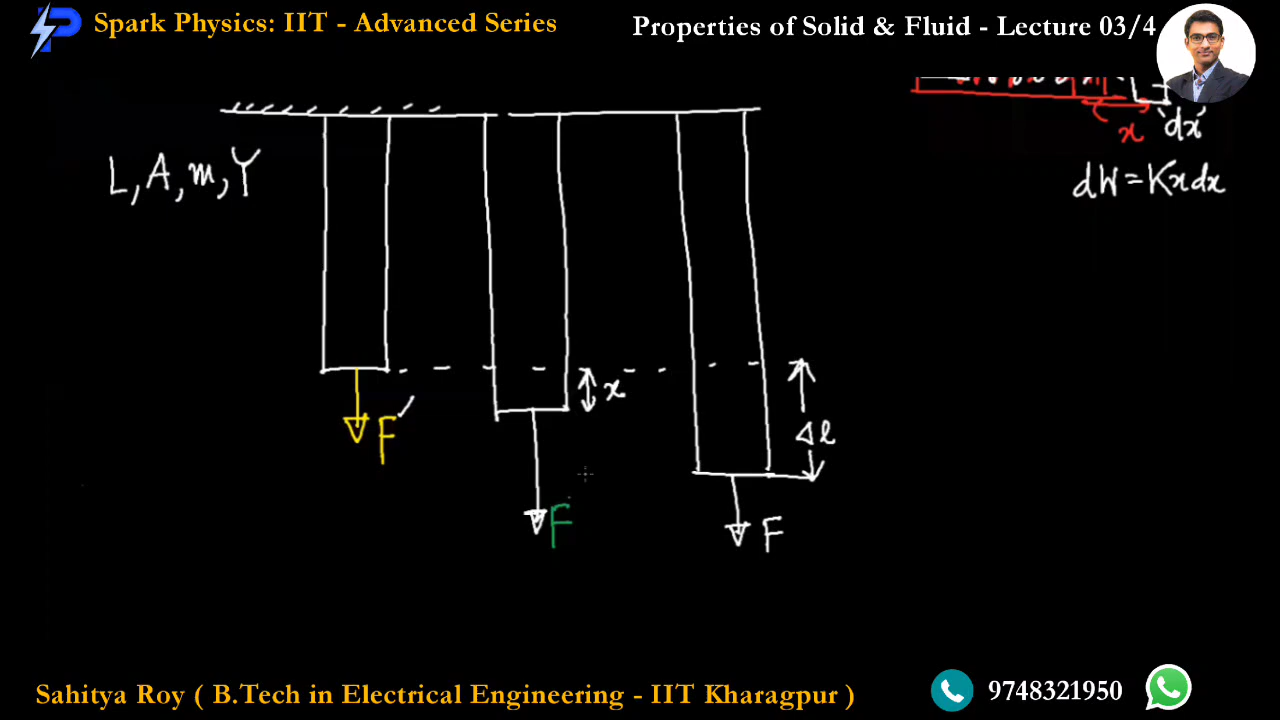 Spark Physics: IIT - Advanced Series
Properties of Solid & Fluid - Lecture 03/4
x
dx
dW=Kxdx
L, A, m, Y
x
Δl
F
F
F
Sahitya Roy ( B.Tech in Electrical Engineering - IIT Kharagpur )
9748321950